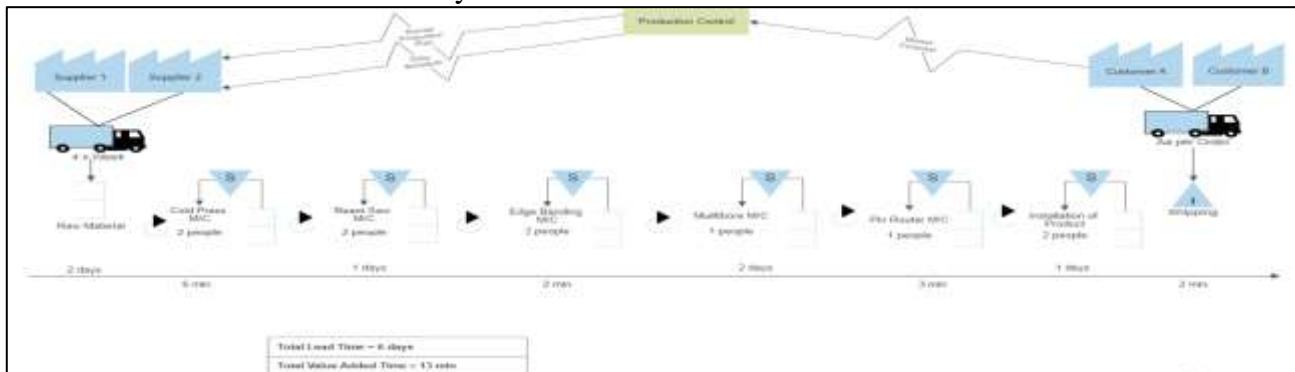 Production Control
Supplier 1
Supplier 2
Customer A
Customer B
4 x Week
As per Order
S
S
S
S
S
S
I
Raw Material
Cold Press
M/C
2 people
Beam Saw
M/C
2 people
Edge Banding
M/C
2 people
Multibore M/C
1 people
Ptp Router M/C
1 people
Installation of
Product
2 people
Shipping
2 days
1 days
2 days
1 days
6 min
2 min
3 min
2 min
Total Lead Time = 6 days
Total Value Added Time = 13 min